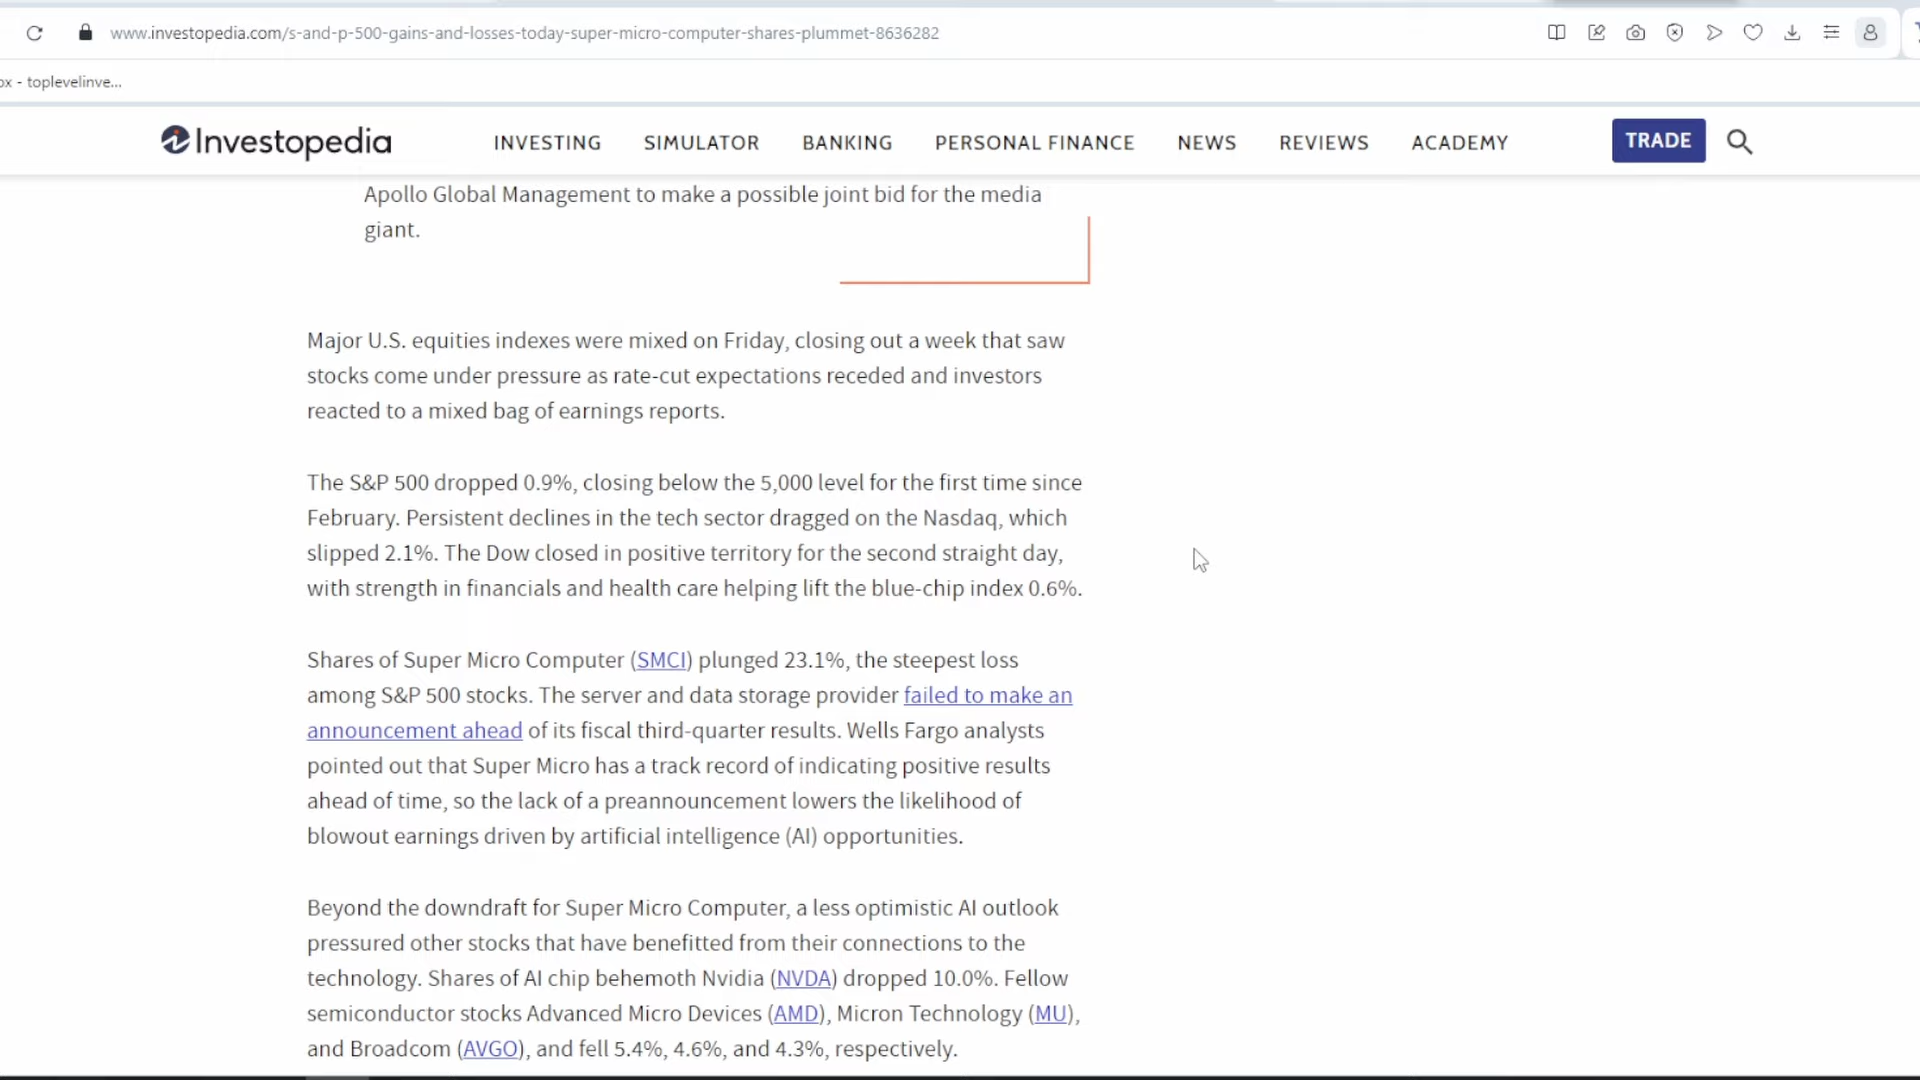 www.investopedia.com/s-and-p-500-gains-and-losses-today-super-micro-computer-shares-plummet-8636282
ox - toplevelinve...
Investopedia INVESTING SIMULATOR BANKING PERSONAL FINANCE NEWS REVIEWS ACADEMY TRADE
Apollo Global Management to make a possible joint bid for the media
giant.
Major U.S. equities indexes were mixed on Friday, closing out a week that saw
stocks come under pressure as rate-cut expectations receded and investors
reacted to a mixed bag of earnings reports.
The S&P 500 dropped 0.9%, closing below the 5,000 level for the first time since
February. Persistent declines in the tech sector dragged on the Nasdaq, which
slipped 2.1%. The Dow closed in positive territory for the second straight day,
with strength in financials and health care helping lift the blue-chip index 0.6%.
Shares of Super Micro Computer (SMCI) plunged 23.1%, the steepest loss
among S&P 500 stocks. The server and data storage provider failed to make an
announcement ahead of its fiscal third-quarter results. Wells Fargo analysts
pointed out that Super Micro has a track record of indicating positive results
ahead of time, so the lack of a preannouncement lowers the likelihood of
blowout earnings driven by artificial intelligence (AI) opportunities.
Beyond the downdraft for Super Micro Computer, a less optimistic AI outlook
pressured other stocks that have benefitted from their connections to the
technology. Shares of AI chip behemoth Nvidia (NVDA) dropped 10.0%. Fellow
semiconductor stocks Advanced Micro Devices (AMD), Micron Technology (MU),
and Broadcom (AVGO), and fell 5.4%, 4.6%, and 4.3%, respectively.